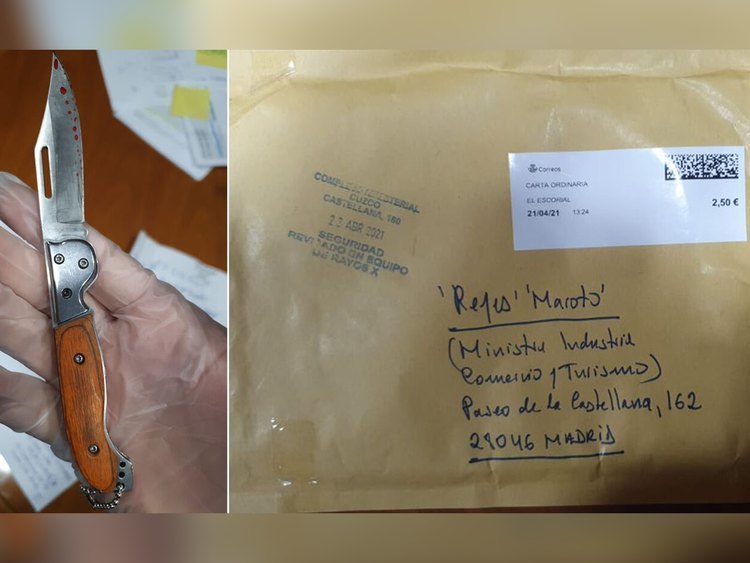 COMPLEJO MINISTERIAL
CUZCO
CASTELLANA, 160
23 ABR 2021
SEGURIDAD
REVISADO EN EQUIPO
DE RAYOS X
Correos
CARTA ORDINARIA
EL ESCORIAL
2,50 €
21/04/21 13:24
'Reyes' 'Maroto'
(Ministra Industria
Comercio y Turismo)
Paseo de la Castellana, 162
28046 MADRID